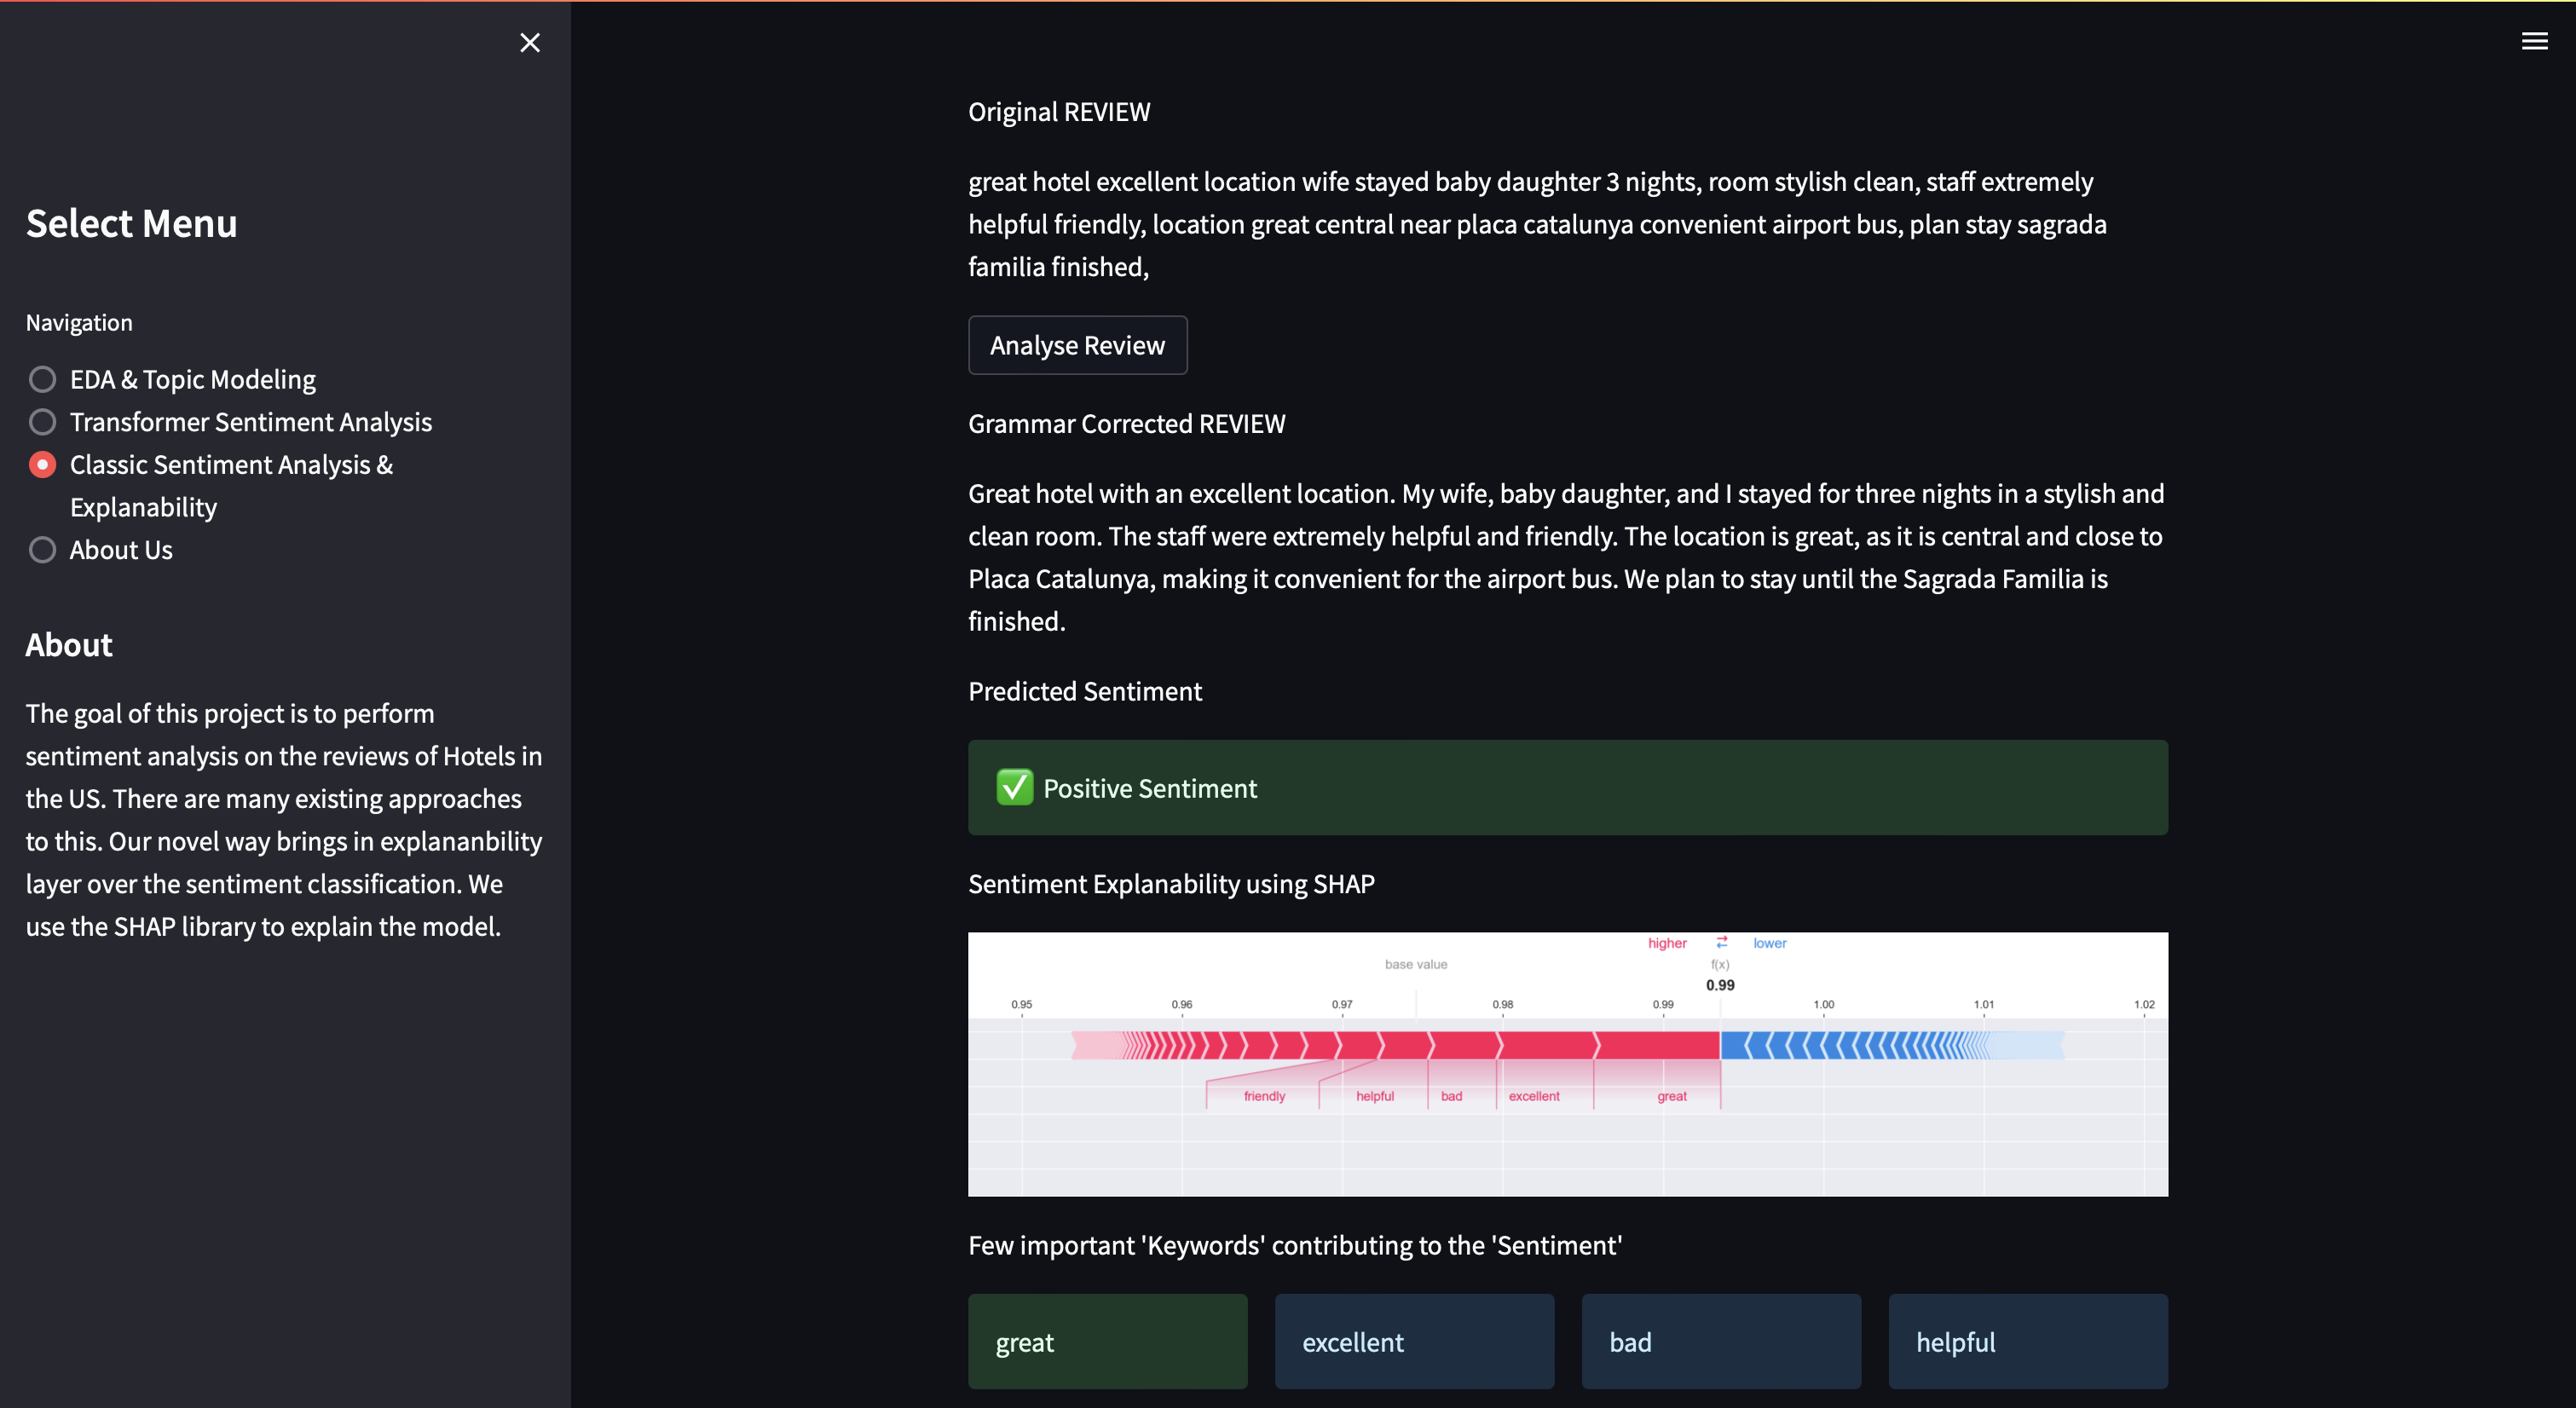 Select Menu
Navigation
EDA & Topic Modeling
Transformer Sentiment Analysis
Classic Sentiment Analysis &
Explanability
About Us
About
The goal of this project is to perform
sentiment analysis on the reviews of Hotels in
the US. There are many existing approaches
to this. Our novel way brings in explananbility
layer over the sentiment classification. We
use the SHAP library to explain the model.
Original REVIEW
great hotel excellent location wife stayed baby daughter 3 nights, room stylish clean, staff extremely
helpful friendly, location great central near placa catalunya convenient airport bus, plan stay sagrada
familia finished,
Analyse Review
Grammar Corrected REVIEW
Great hotel with an excellent location. My wife, baby daughter, and I stayed for three nights in a stylish and
clean room. The staff were extremely helpful and friendly. The location is great, as it is central and close to
Placa Catalunya, making it convenient for the airport bus. We plan to stay until the Sagrada Familia is
finished.
Predicted Sentiment
Positive Sentiment
Sentiment Explanability using SHAP
higher lower
base value f(x)
0.99
0.95 0.96 0.97 0.98 0.99 1.00 1.01 1.02
friendly helpful bad excellent great
Few important 'Keywords' contributing to the 'Sentiment'
great excellent bad helpful